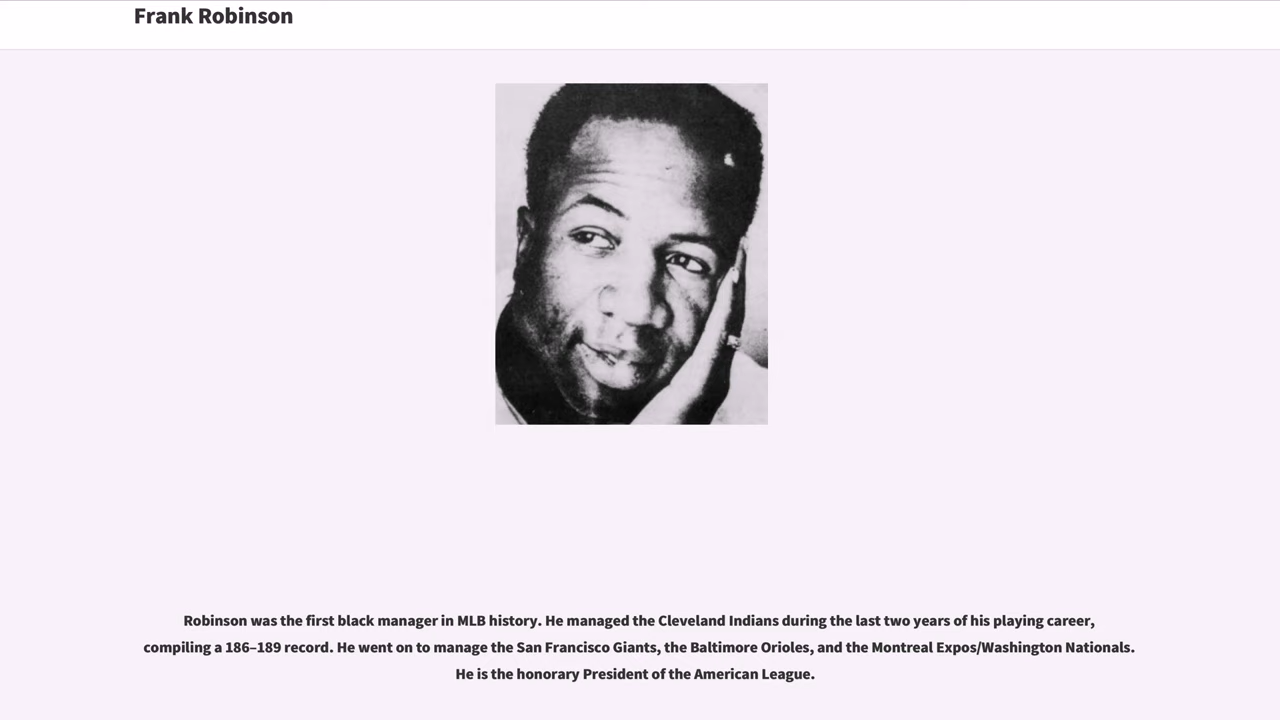 Frank Robinson
Robinson was the first black manager in MLB history. He managed the Cleveland Indians during the last two years of his playing career,
compiling a 186–189 record. He went on to manage the San Francisco Giants, the Baltimore Orioles, and the Montreal Expos/Washington Nationals.
He is the honorary President of the American League.